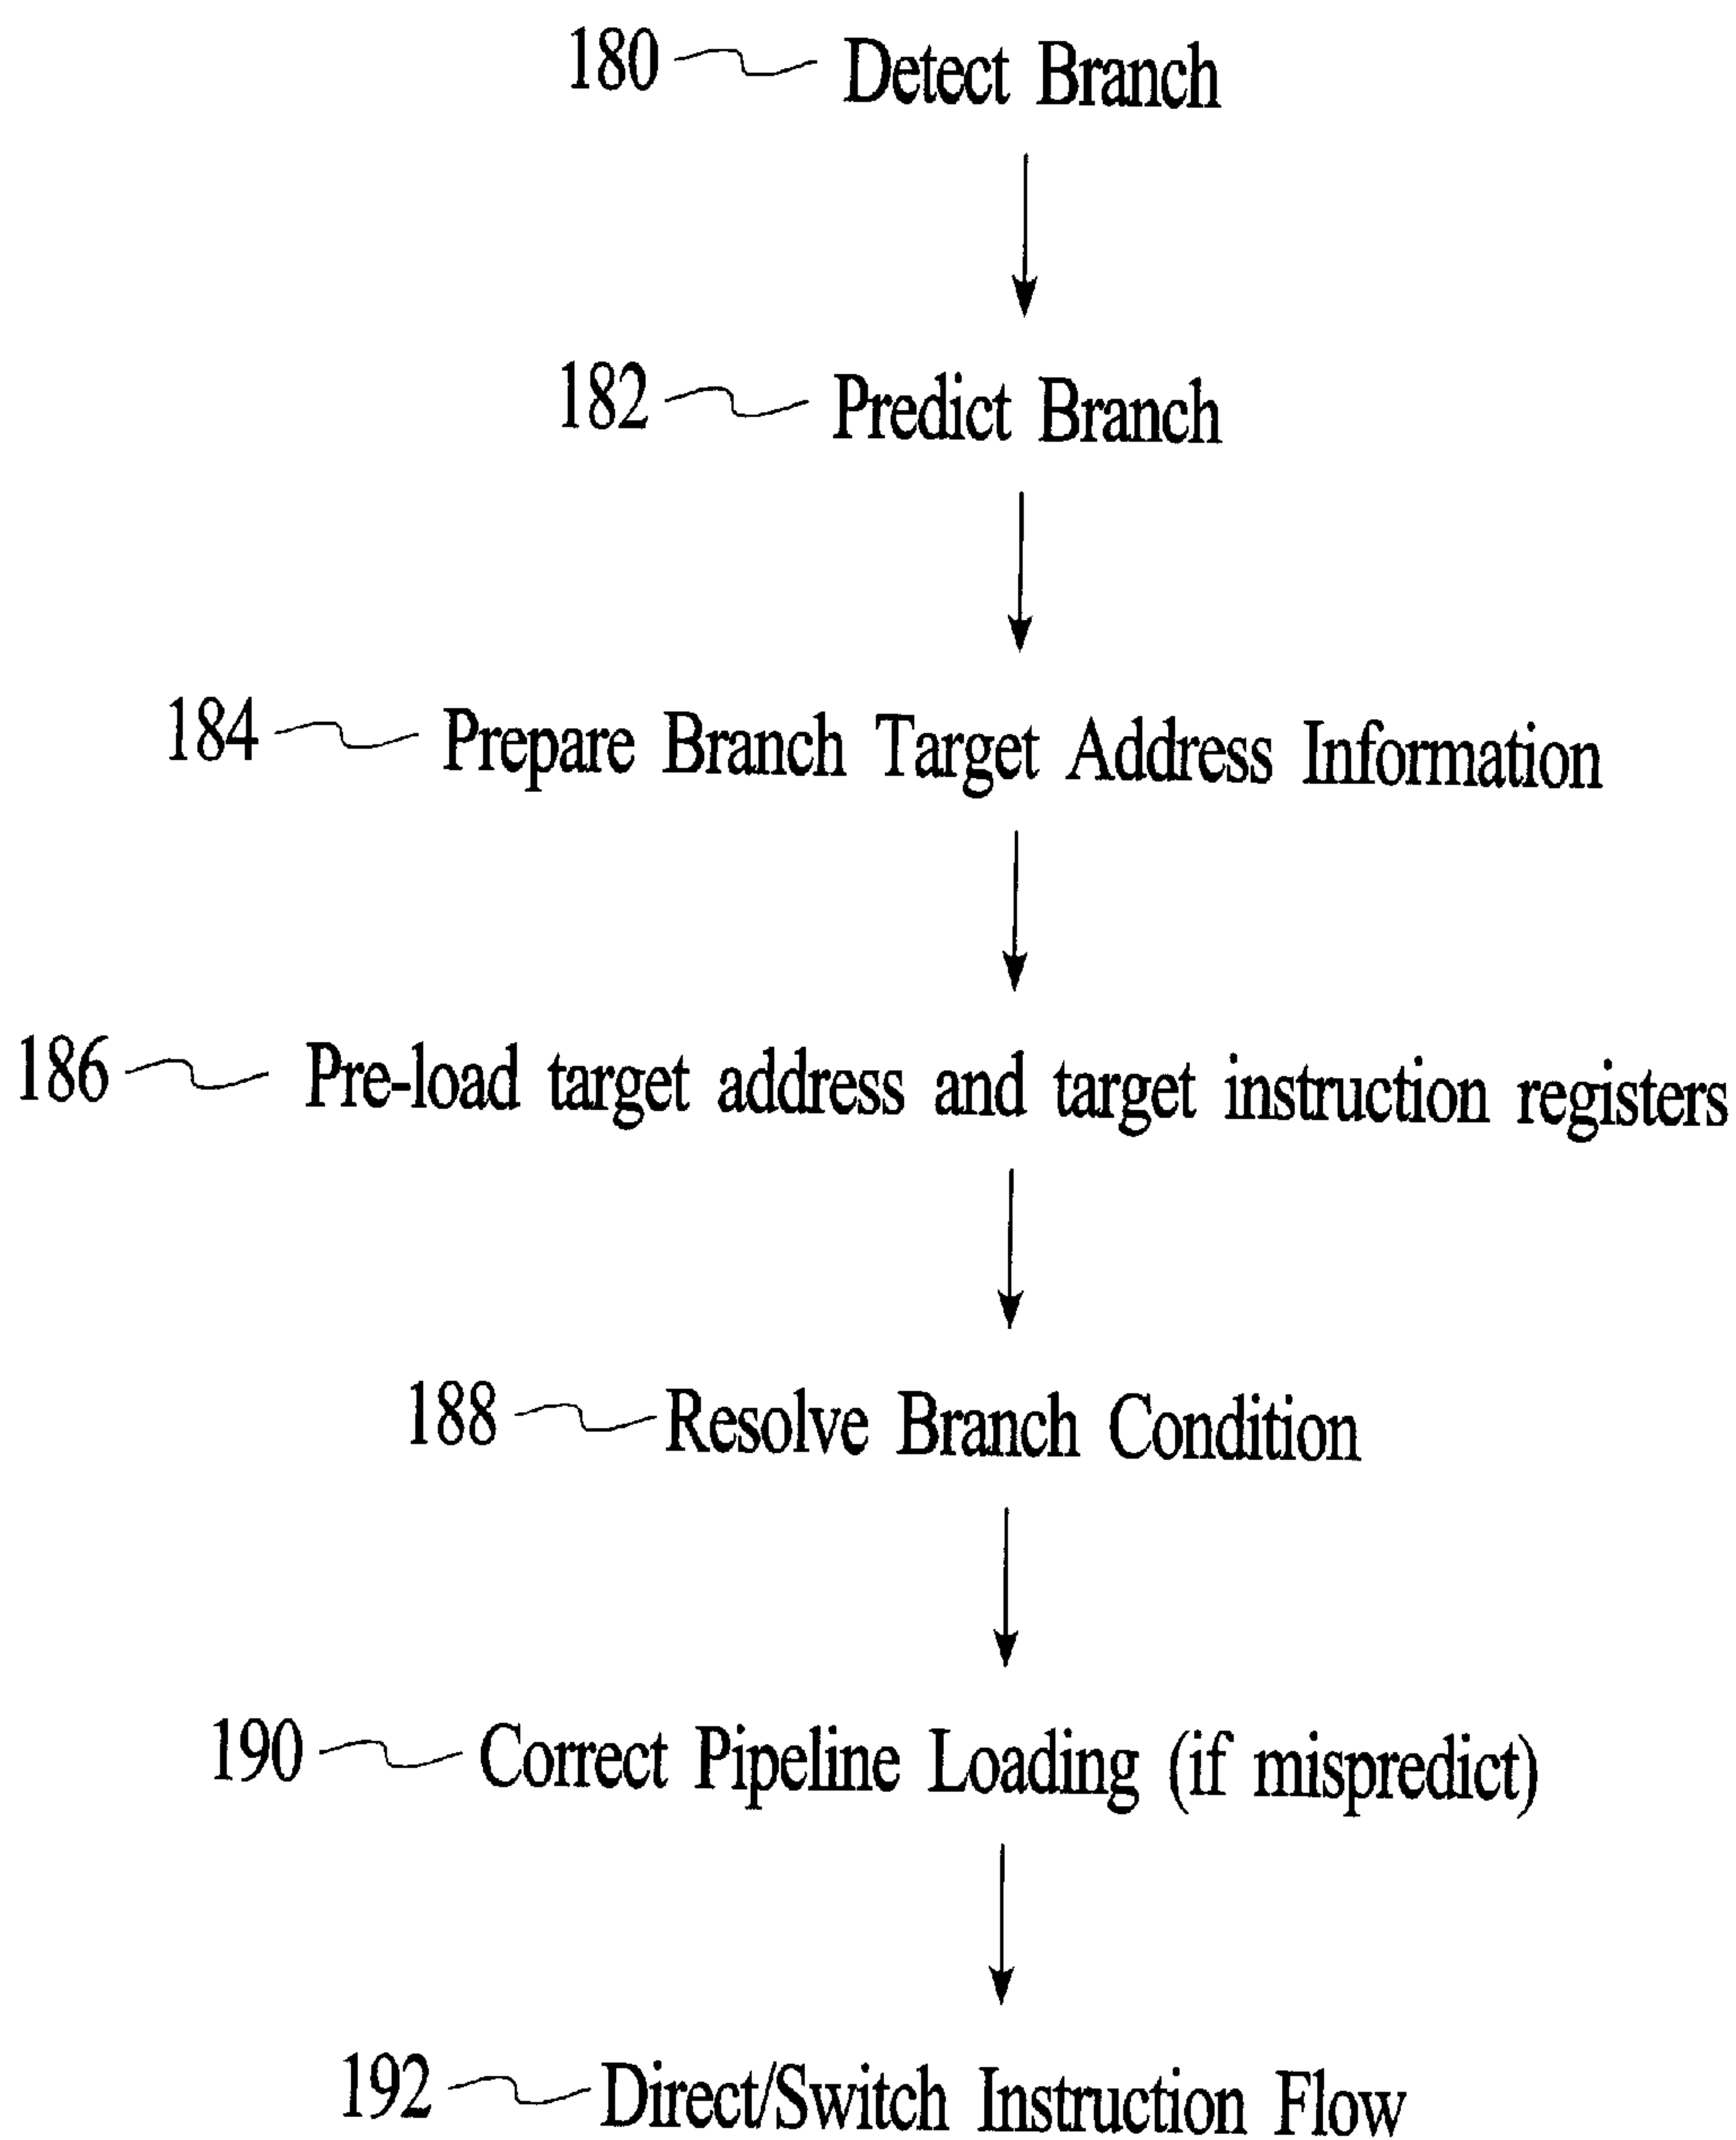 180 Detect Branch
182 Predict Branch
184 Prepare Branch Target Address Information
186 Pre-load target address and target instruction registers
188 Resolve Branch Condition
190 Correct Pipeline Loading (if mispredict)
192 Direct/Switch Instruction Flow